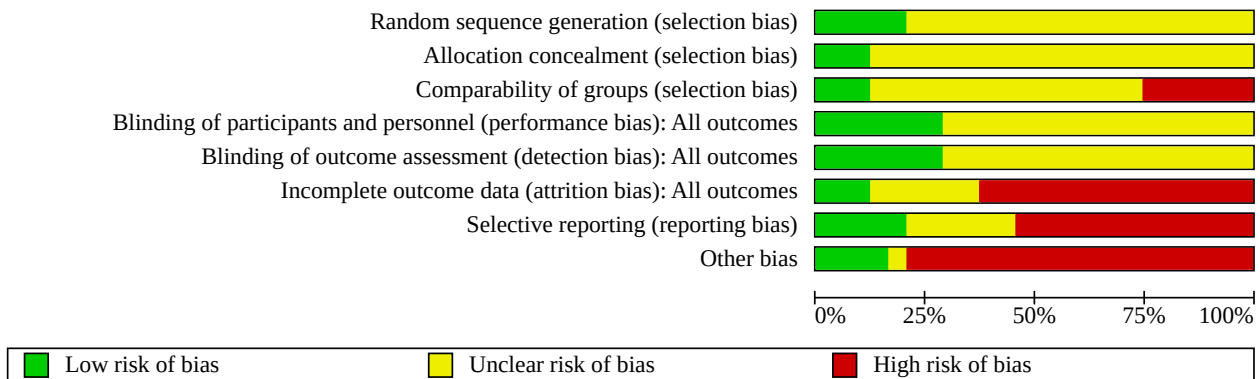 Random sequence generation (selection bias)
Allocation concealment (selection bias)
Comparability of groups (selection bias)
Blinding of participants and personnel (performance bias): All outcomes
Blinding of outcome assessment (detection bias): All outcomes
Incomplete outcome data (attrition bias): All outcomes
Selective reporting (reporting bias)
Other bias
0% 25% 50% 75% 100%
Low risk of bias Unclear risk of bias High risk of bias